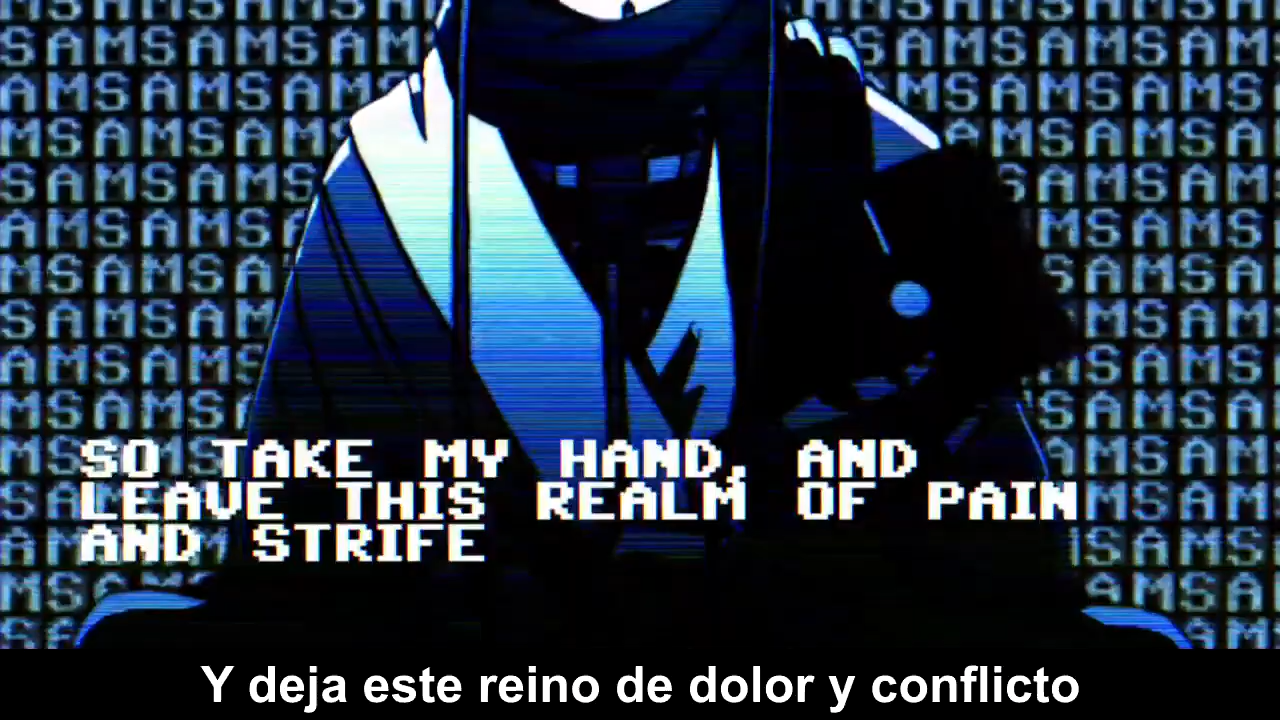 SO TAKE MY HAND, AND
LEAVE THIS REALM OF PAIN
AND STRIFE
Y deja este reino de dolor y conflicto